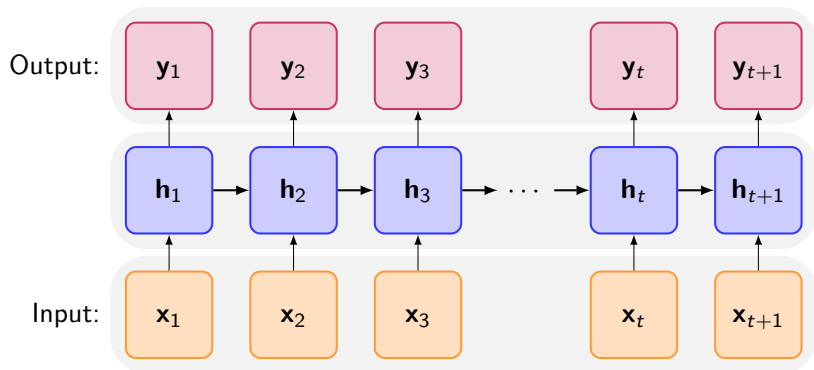 Output: y₁ y₂ y₃ yₜ yₜ₊₁
h₁ h₂ h₃ ··· hₜ hₜ₊₁
Input: x₁ x₂ x₃ xₜ xₜ₊₁